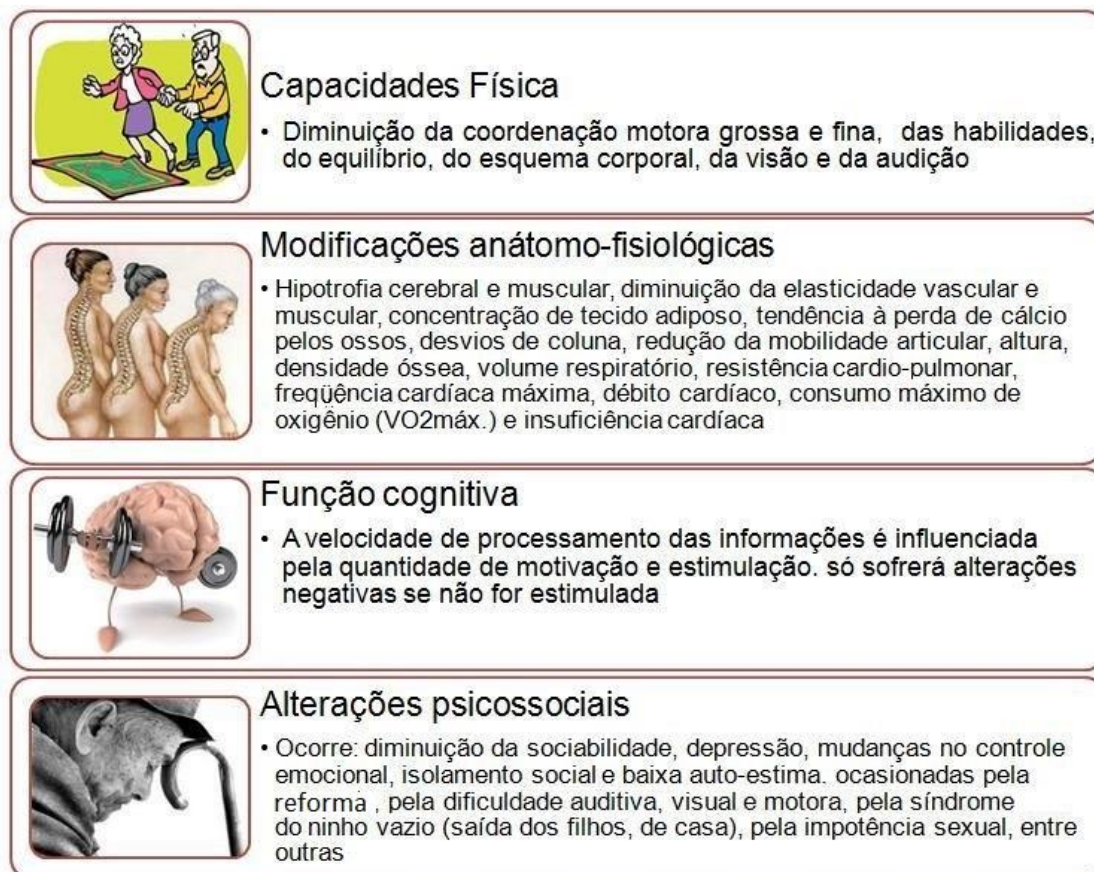 Capacidades Física
• Diminuição da coordenação motora grossa e fina, das habilidades,
do equilíbrio, do esquema corporal, da visão e da audição
Modificações anátomo-fisiológicas
• Hipotrofia cerebral e muscular, diminuição da elasticidade vascular e
muscular, concentração de tecido adiposo, tendência à perda de cálcio
pelos ossos, desvios de coluna, redução da mobilidade articular, altura,
densidade óssea, volume respiratório, resistência cardio-pulmonar,
freqüência cardíaca máxima, débito cardíaco, consumo máximo de
oxigênio (VO2máx.) e insuficiência cardíaca
Função cognitiva
• A velocidade de processamento das informações é influenciada
pela quantidade de motivação e estimulação. só sofrerá alterações
negativas se não for estimulada
Alterações psicossociais
• Ocorre: diminuição da sociabilidade, depressão, mudanças no controle
emocional, isolamento social e baixa auto-estima. ocasionadas pela
reforma , pela dificuldade auditiva, visual e motora, pela síndrome
do ninho vazio (saída dos filhos, de casa), pela impotência sexual, entre
outras